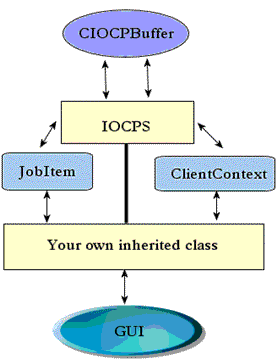 CIOCPBuffer
IOCPS
JobItem
ClientContext
Your own inherited class
GUI